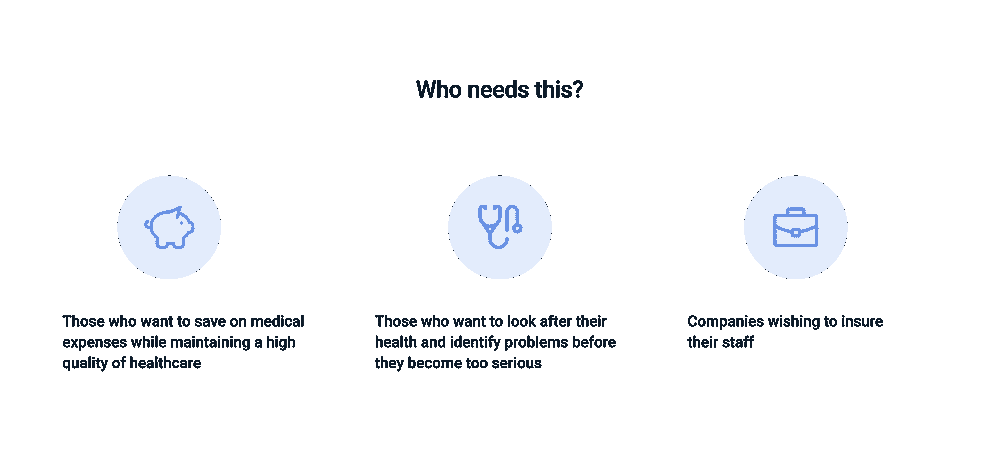 Who needs this?
Those who want to save on medical
expenses while maintaining a high
quality of healthcare
Those who want to look after their
health and identify problems before
they become too serious
Companies wishing to insure
their staff